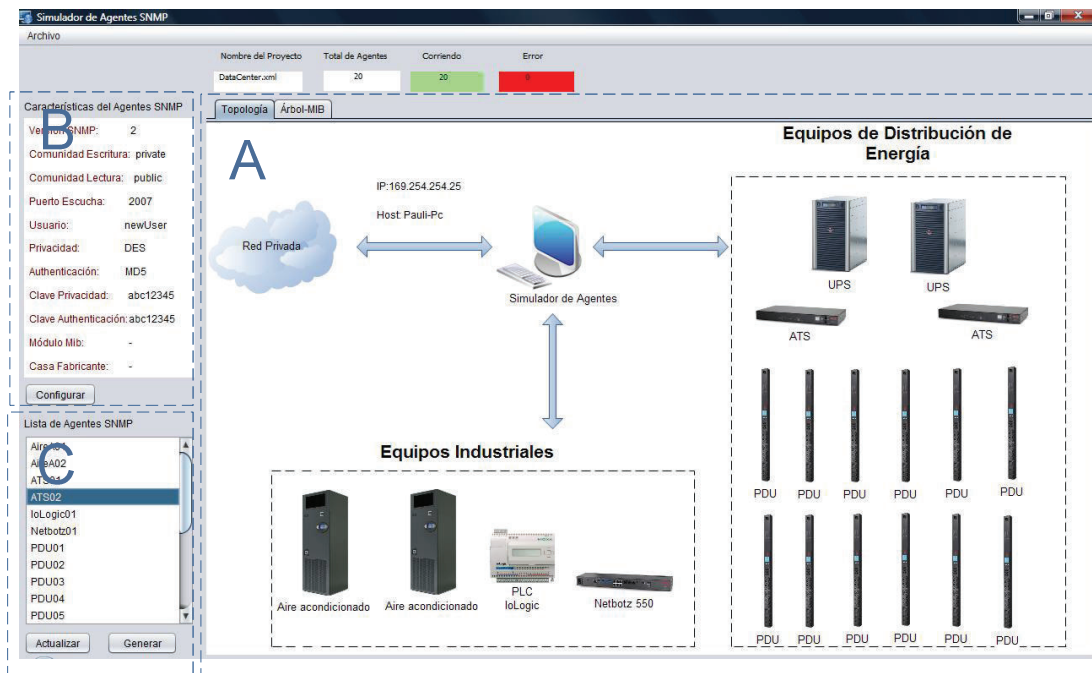 Simulador de Agentes SNMP
Archivo
Nombre del Proyecto Total de Agentes Corriendo Error
DataCenter.xml 20 20 0
Características del Agentes SNMP
B
Versión SNMP: 2
Comunidad Escritura: private
Comunidad Lectura: public
Puerto Escucha: 2007
Usuario: newUser
Privacidad: DES
Authenticación: MD5
Clave Privacidad: abc12345
Clave Authenticación: abc12345
Módulo Mib: -
Casa Fabricante: -
Configurar
Lista de Agentes SNMP
C
AireA01
AireA02
ATS01
ATS02
IoLogic01
Netbotz01
PDU01
PDU02
PDU03
PDU04
PDU05
Actualizar Generar
Topología Árbol-MIB
A
IP:169.254.254.25
Host: Pauli-Pc
Red Privada
Simulador de Agentes
Equipos de Distribución de
Energía
UPS UPS
ATS ATS
PDU PDU PDU PDU PDU PDU
PDU PDU PDU PDU PDU PDU
Equipos Industriales
Aire acondicionado Aire acondicionado
PLC
IoLogic
Netbotz 550